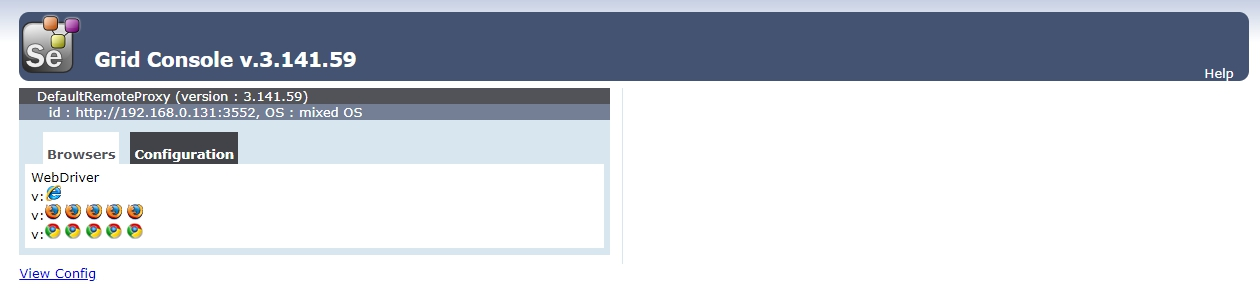 Se
Grid Console v.3.141.59
Help
DefaultRemoteProxy (version : 3.141.59)
id : http://192.168.0.131:3552, OS : mixed OS
Browsers Configuration
WebDriver
v:
v:
v:
View Config